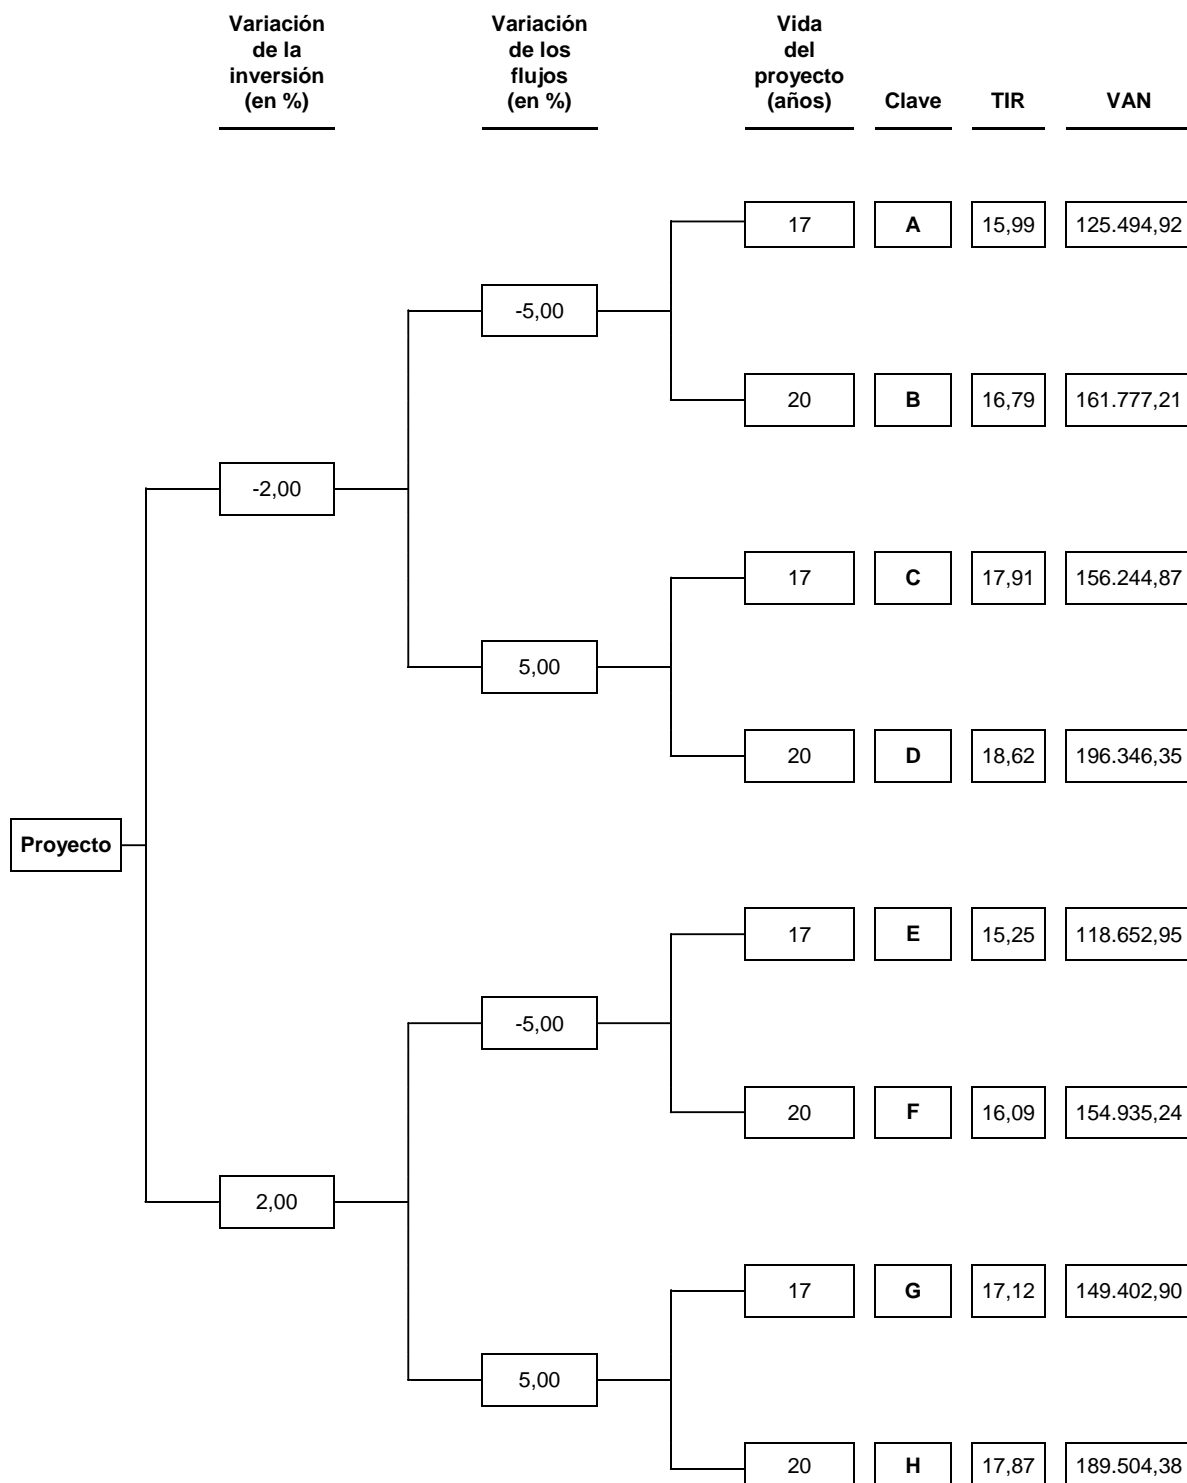 Variación
de la
inversión
(en %)
Variación
de los
flujos
(en %)
Vida
del
proyecto
(años)
Clave
TIR
VAN
17 A 15,99 125.494,92
-5,00
20 B 16,79 161.777,21
-2,00
17 C 17,91 156.244,87
5,00
20 D 18,62 196.346,35
Proyecto
17 E 15,25 118.652,95
-5,00
20 F 16,09 154.935,24
2,00
17 G 17,12 149.402,90
5,00
20 H 17,87 189.504,38